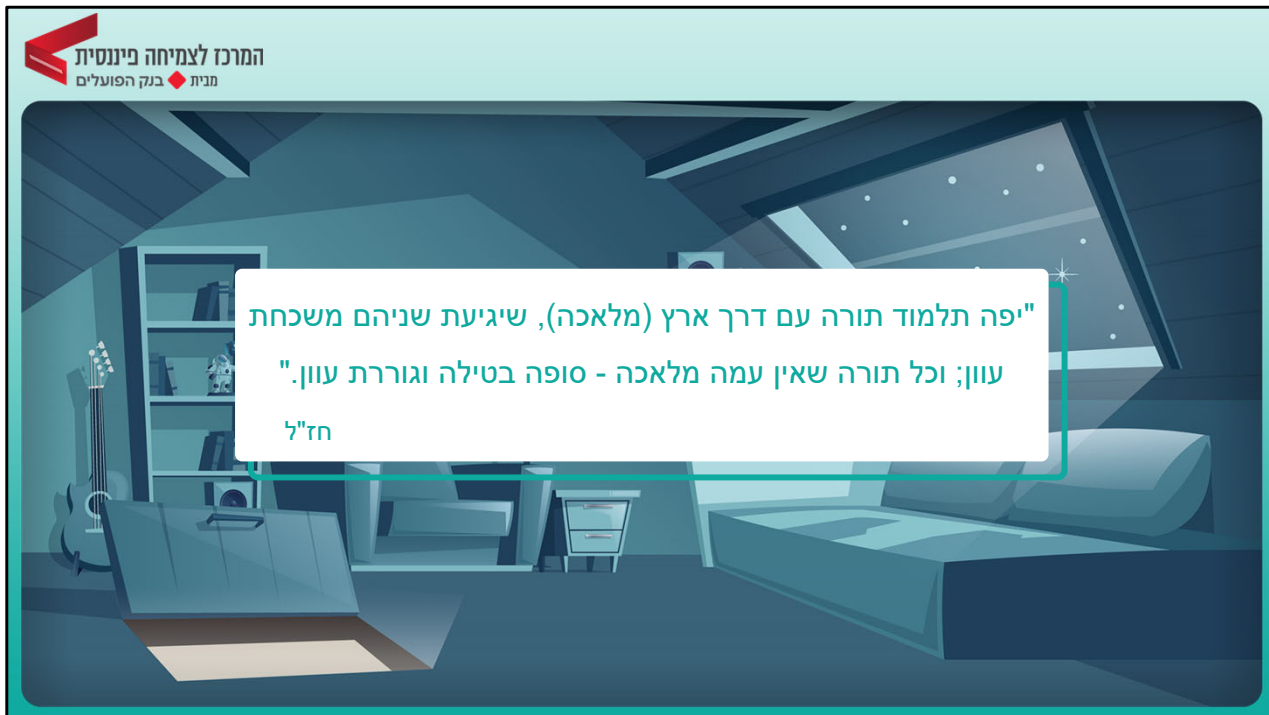 המרכז לצמיחה פיננסית
מבית בנק הפועלים
"יפה תלמוד תורה עם דרך ארץ (מלאכה), שיגיעת שניהם משכחת
עוון; וכל תורה שאין עמה מלאכה - סופה בטילה וגוררת עוון."
חז"ל